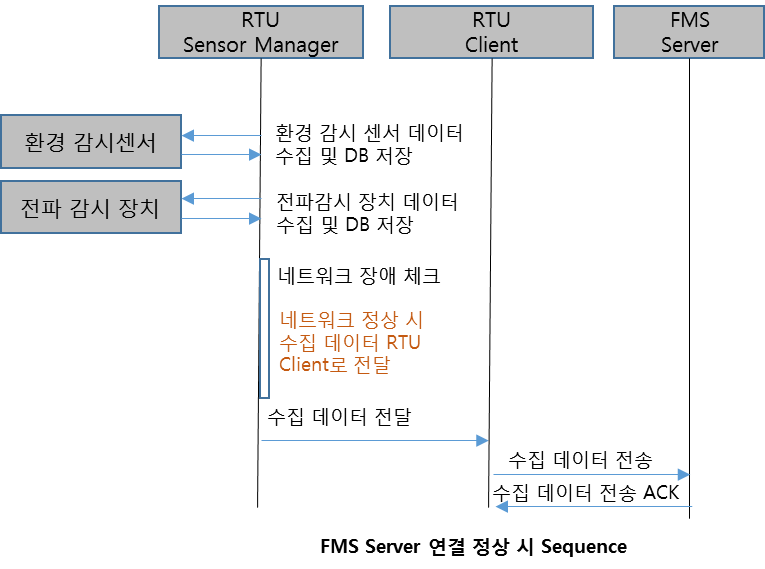 RTU
Sensor Manager
RTU
Client
FMS
Server
환경 감시센서
환경 감시 센서 데이터
수집 및 DB 저장
전파 감시 장치
전파감시 장치 데이터
수집 및 DB 저장
네트워크 장애 체크
네트워크 정상 시
수집 데이터 RTU
Client로 전달
수집 데이터 전달
수집 데이터 전송
수집 데이터 전송 ACK
FMS Server 연결 정상 시 Sequence